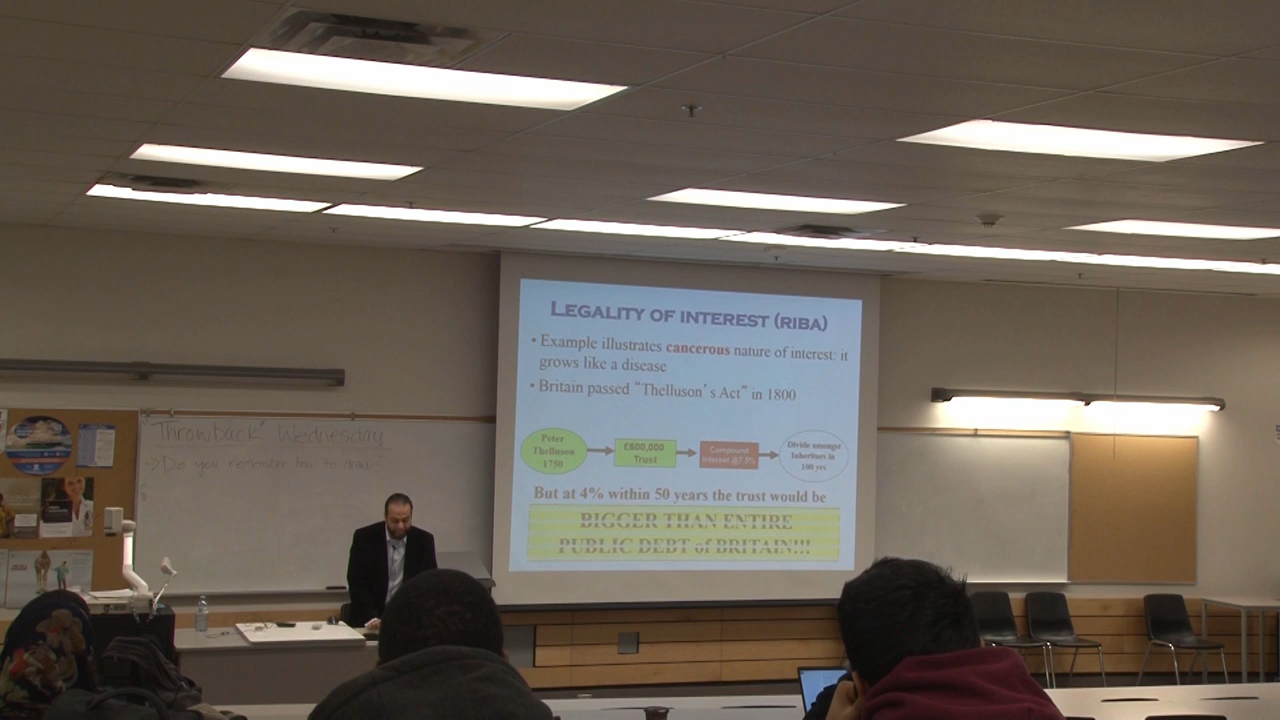 LEGALITY OF INTEREST (RIBA)
• Example illustrates cancerous nature of interest: it
grows like a disease
• Britain passed “Thelluson’s Act” in 1800
Peter
Thelluson
1750
£600,000
Trust
Compound
Interest @7.5%
Divide amongst
Inheritors in
100 yrs
But at 4% within 50 years the trust would be
BIGGER THAN ENTIRE
PUBLIC DEBT of BRITAIN!!!
Throwback Wednesday
→ Do you remember how to draw?